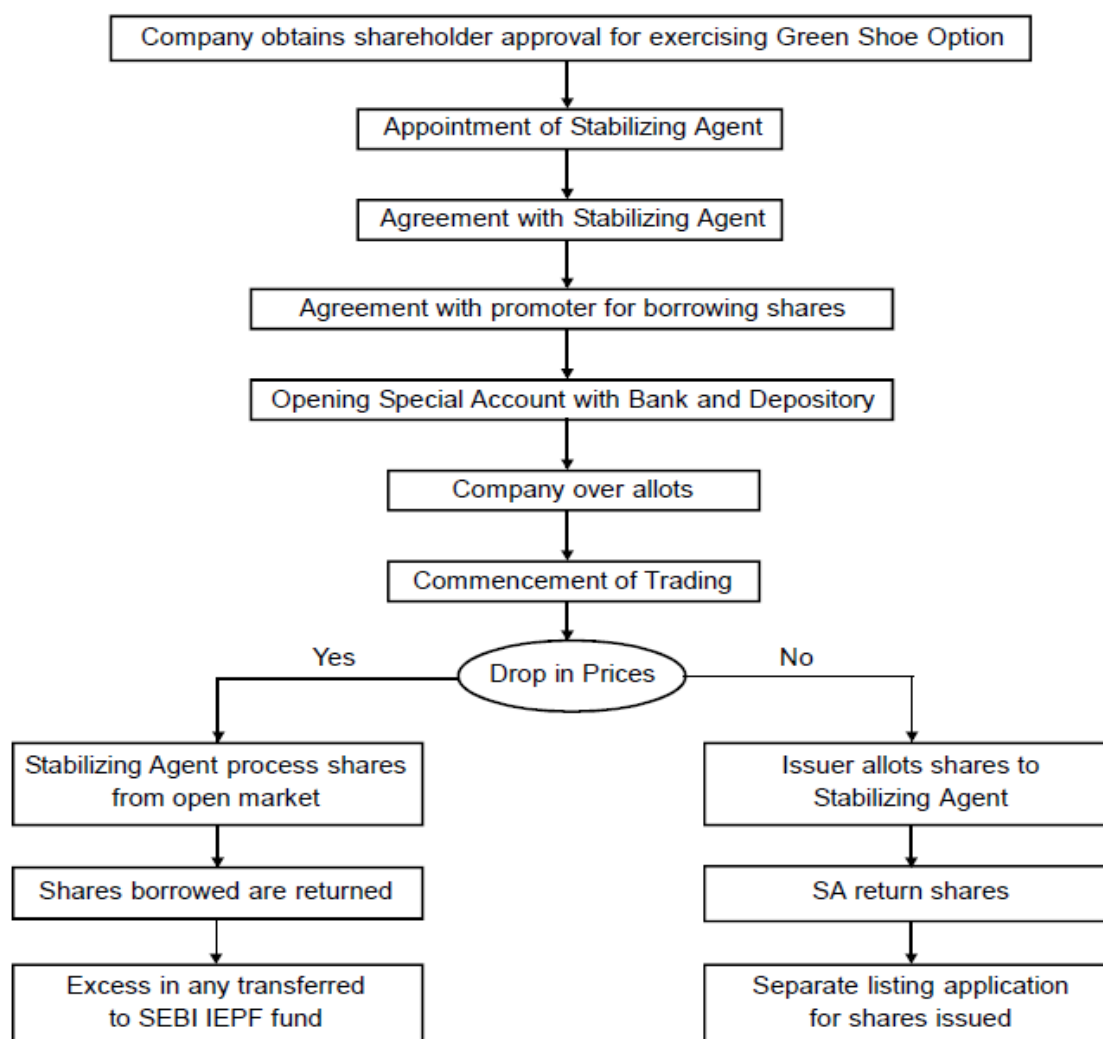 Company obtains shareholder approval for exercising Green Shoe Option
Appointment of Stabilizing Agent
Agreement with Stabilizing Agent
Agreement with promoter for borrowing shares
Opening Special Account with Bank and Depository
Company over allots
Commencement of Trading
Drop in Prices
Yes
No
Stabilizing Agent process shares
from open market
Shares borrowed are returned
Excess in any transferred
to SEBI IEPF fund
Issuer allots shares to
Stabilizing Agent
SA return shares
Separate listing application
for shares issued